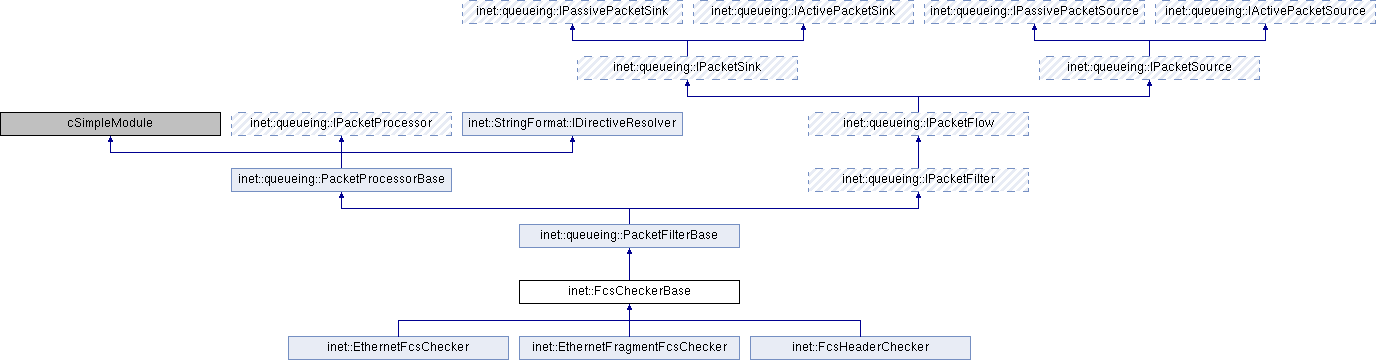 inet::queueing::IPassivePacketSink
inet::queueing::IActivePacketSink
inet::queueing::IPassivePacketSource
inet::queueing::IActivePacketSource
inet::queueing::IPacketSink
inet::queueing::IPacketSource
cSimpleModule
inet::queueing::IPacketProcessor
inet::StringFormat::IDirectiveResolver
inet::queueing::IPacketFlow
inet::queueing::PacketProcessorBase
inet::queueing::IPacketFilter
inet::queueing::PacketFilterBase
inet::FcsCheckerBase
inet::EthernetFcsChecker
inet::EthernetFragmentFcsChecker
inet::FcsHeaderChecker